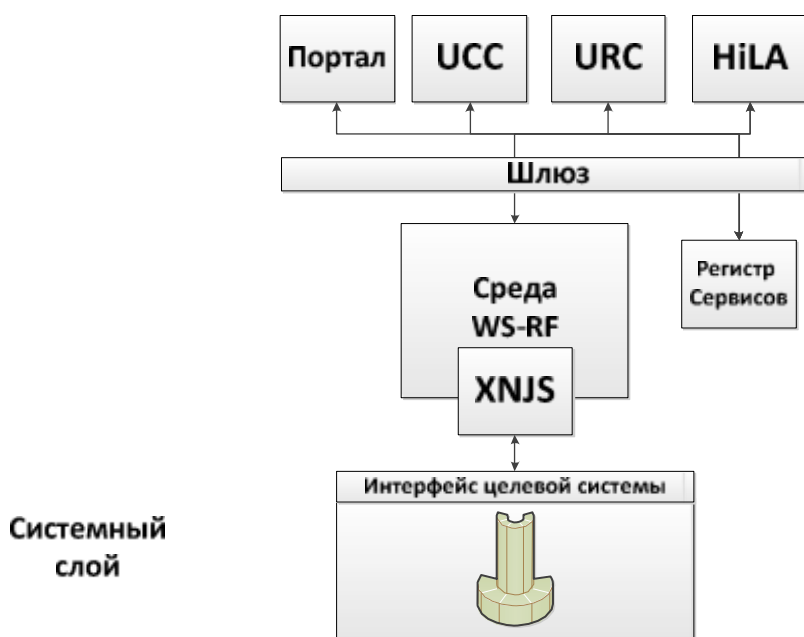 Портал
UCC
URC
HiLA
Шлюз
Среда
WS-RF
Регистр
Сервисов
XNJS
Интерфейс целевой системы
Системный
слой